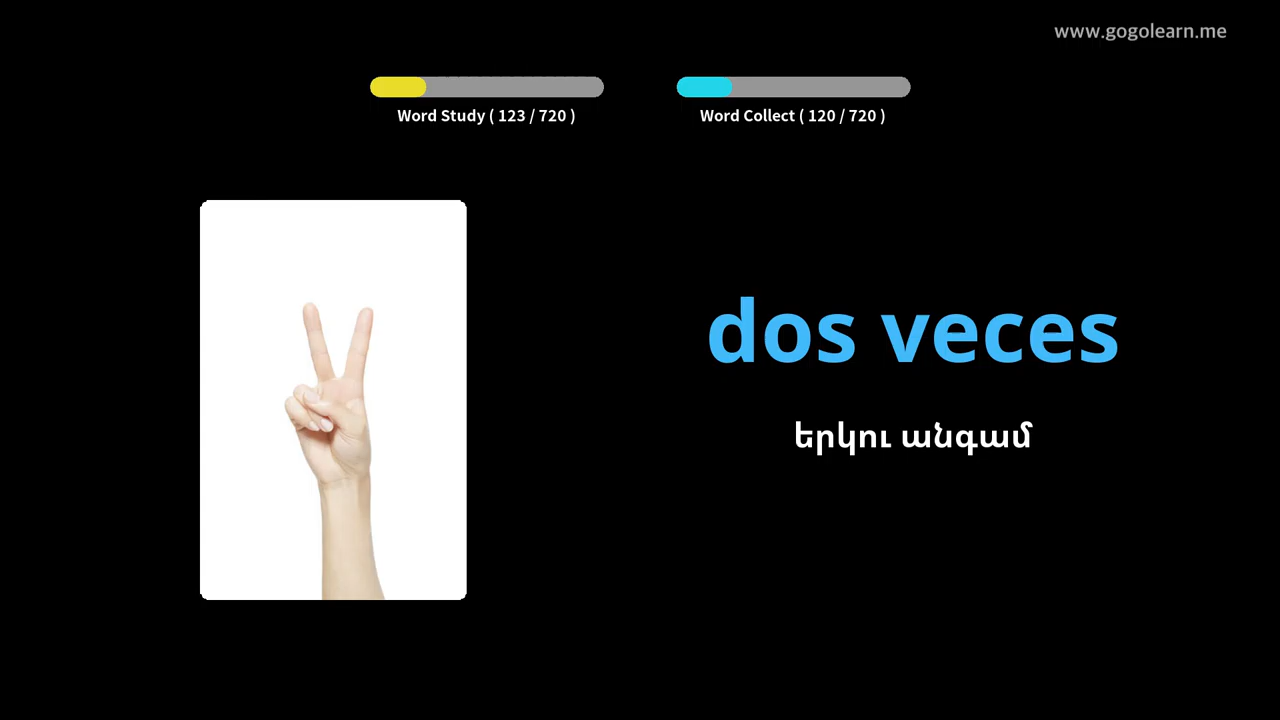 www.gogolearn.me
Word Study ( 123 / 720 )
Word Collect ( 120 / 720 )
dos veces
երկու անգամ